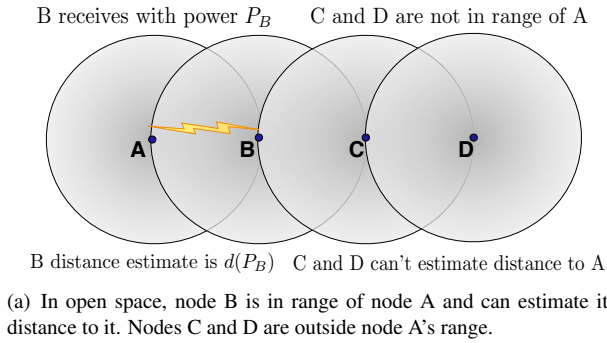 B receives with power P_B C and D are not in range of A
A B C D
B distance estimate is d(P_B) C and D can't estimate distance to A
(a) In open space, node B is in range of node A and can estimate it
distance to it. Nodes C and D are outside node A's range.